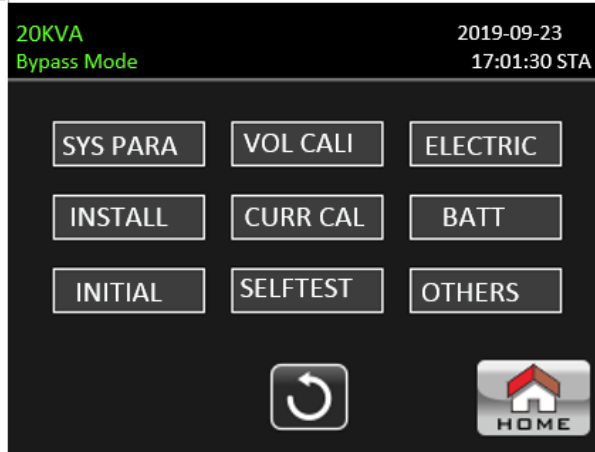 20KVA
2019-09-23
Bypass Mode
17:01:30 STA
SYS PARA
VOL CALI
ELECTRIC
INSTALL
CURR CAL
BATT
INITIAL
SELFTEST
OTHERS
HOME